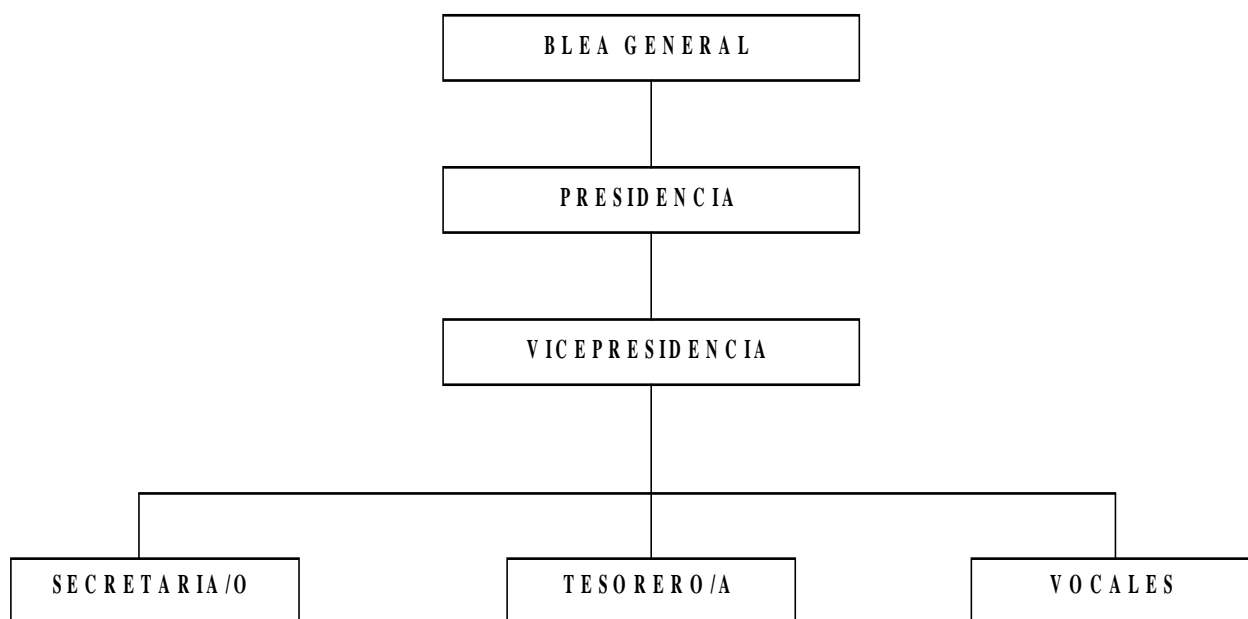 BLEA GENERAL
PRESIDENCIA
VICEPRESIDENCIA
SECRETARIA/O
TESORERO/A
VOCALES